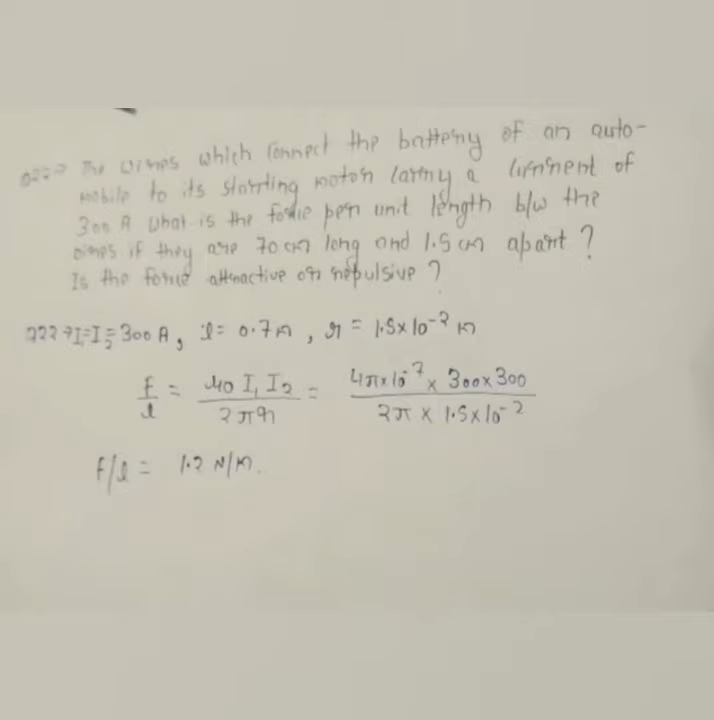 Q22→ The wires which connect the battery of an auto-
mobile to its starting motor carry a current of
300 A what is the force per unit length b/w the
wires if they are 70 cm long and 1.5 cm apart?
Is the force attractive or repulsive?
222→ I₁=I₂=300 A, l = 0.7 m, r = 1.5×10⁻² m
F/l = μ0 I₁ I₂ / 2πr = 4π×10⁻⁷ × 300×300 / 2π × 1.5×10⁻²
F/l = 1.2 N/m.